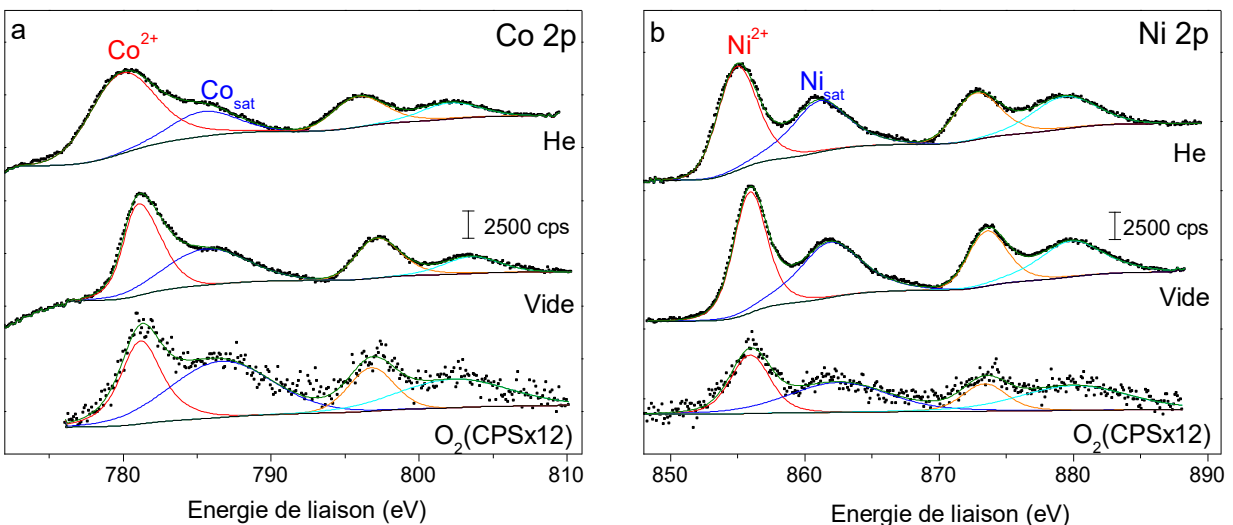 a
Co 2p
Co2+
Cosat
He
2500 cps
Vide
O2(CPSx12)
780 790 800 810
Energie de liaison (eV)
b
Ni 2p
Ni2+
Nisat
He
2500 cps
Vide
O2(CPSx12)
850 860 870 880 890
Energie de liaison (eV)